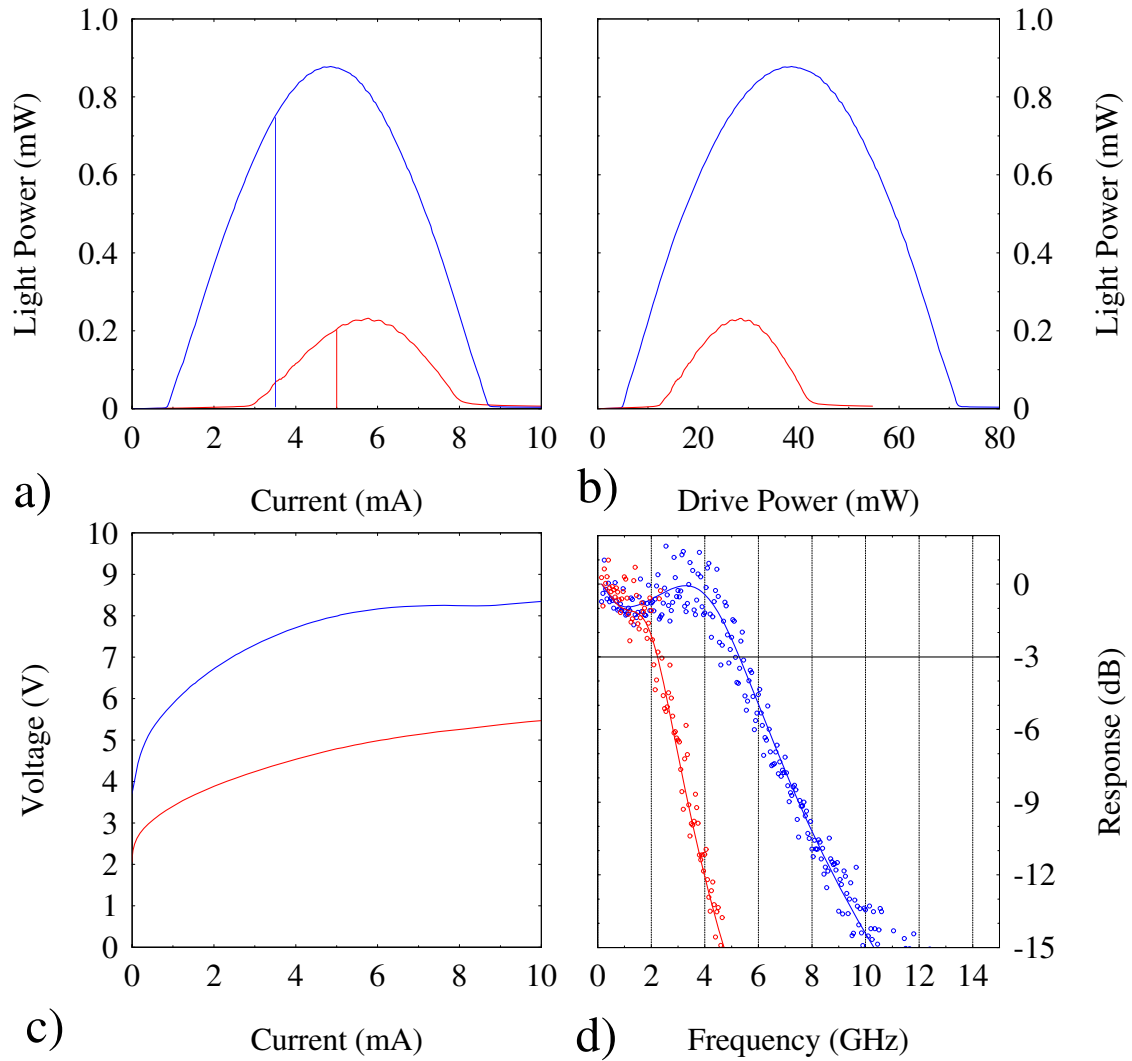 1.0
0.8
0.6
0.4
0.2
0
Light Power (mW)
0 2 4 6 8 10
a) Current (mA)
1.0
0.8
0.6
0.4
0.2
0
Light Power (mW)
0 20 40 60 80
b) Drive Power (mW)
10
9
8
7
6
5
4
3
2
1
0
Voltage (V)
0 2 4 6 8 10
c) Current (mA)
0
-3
-6
-9
-12
-15
Response (dB)
0 2 4 6 8 10 12 14
d) Frequency (GHz)